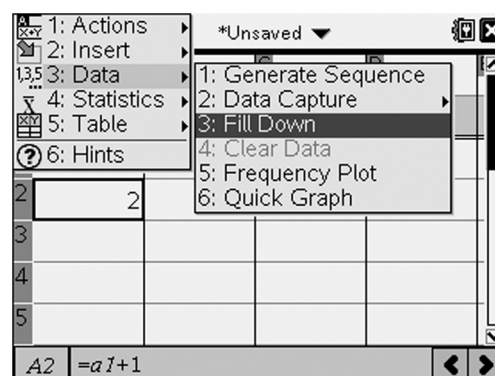 1: Actions
2: Insert
3: Data
4: Statistics
5: Table
6: Hints
*Unsaved
1: Generate Sequence
2: Data Capture
3: Fill Down
4: Clear Data
5: Frequency Plot
6: Quick Graph
2 2
3
4
5
A2 =a1+1